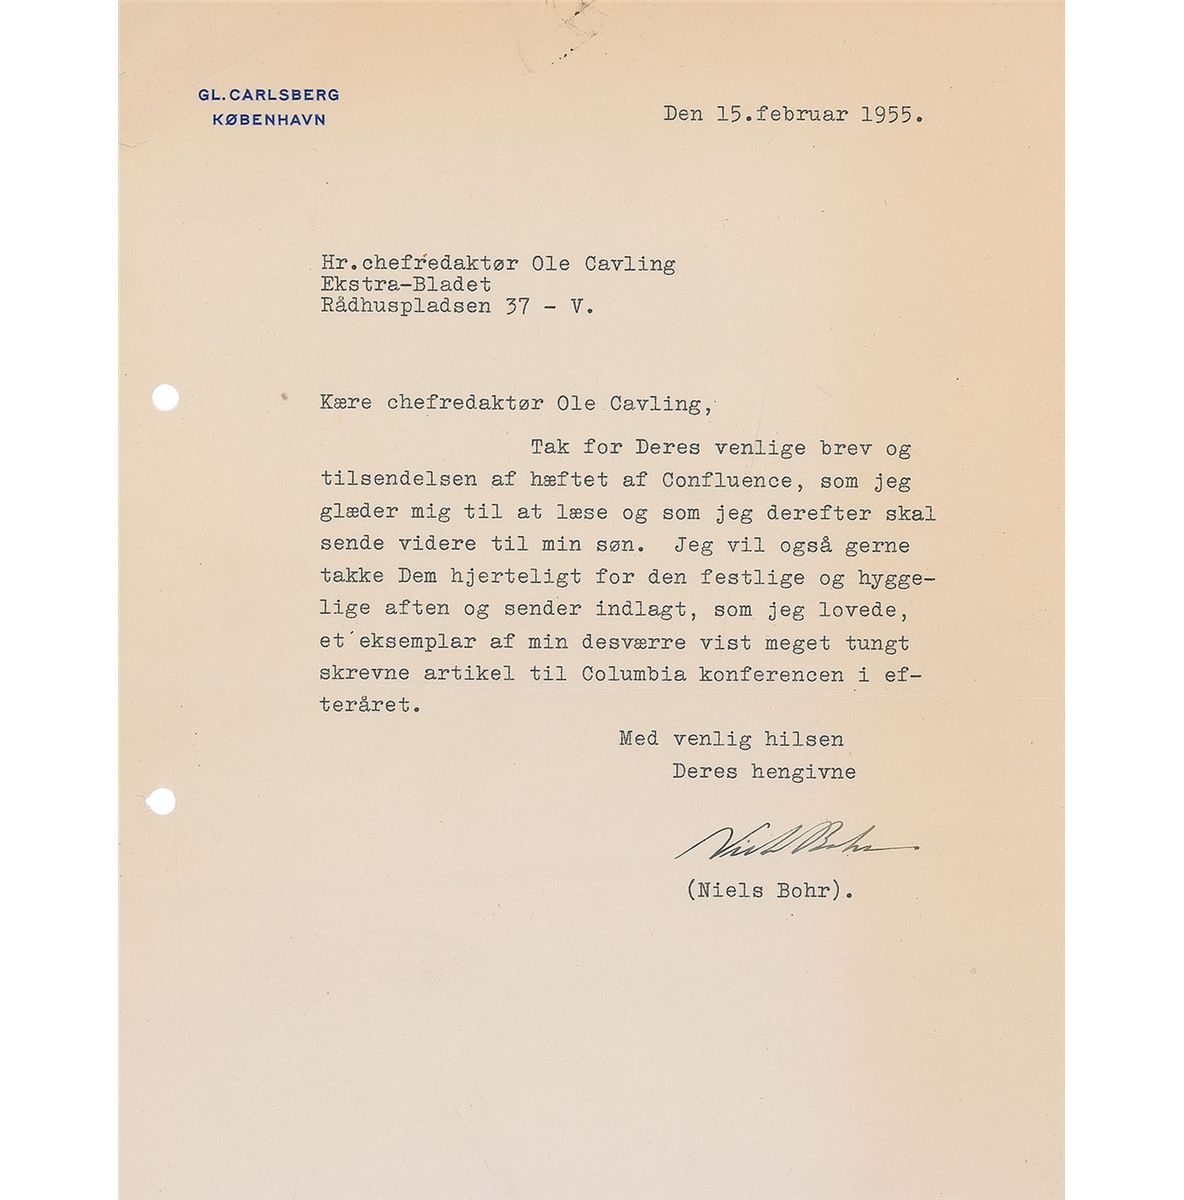 GL. CARLSBERG
KØBENHAVN
Den 15.februar 1955.
Hr.chefredaktør Ole Cavling
Ekstra-Bladet
Rådhuspladsen 37 - V.
Kære chefredaktør Ole Cavling,
Tak for Deres venlige brev og
tilsendelsen af hæftet af Confluence, som jeg
glæder mig til at læse og som jeg derefter skal
sende videre til min søn. Jeg vil også gerne
takke Dem hjerteligt for den festlige og hygge-
lige aften og sender indlagt, som jeg lovede,
et eksemplar af min desværre vist meget tungt
skrevne artikel til Columbia konferencen i ef-
teråret.
Med venlig hilsen
Deres hengivne
Niels Bohr
(Niels Bohr).